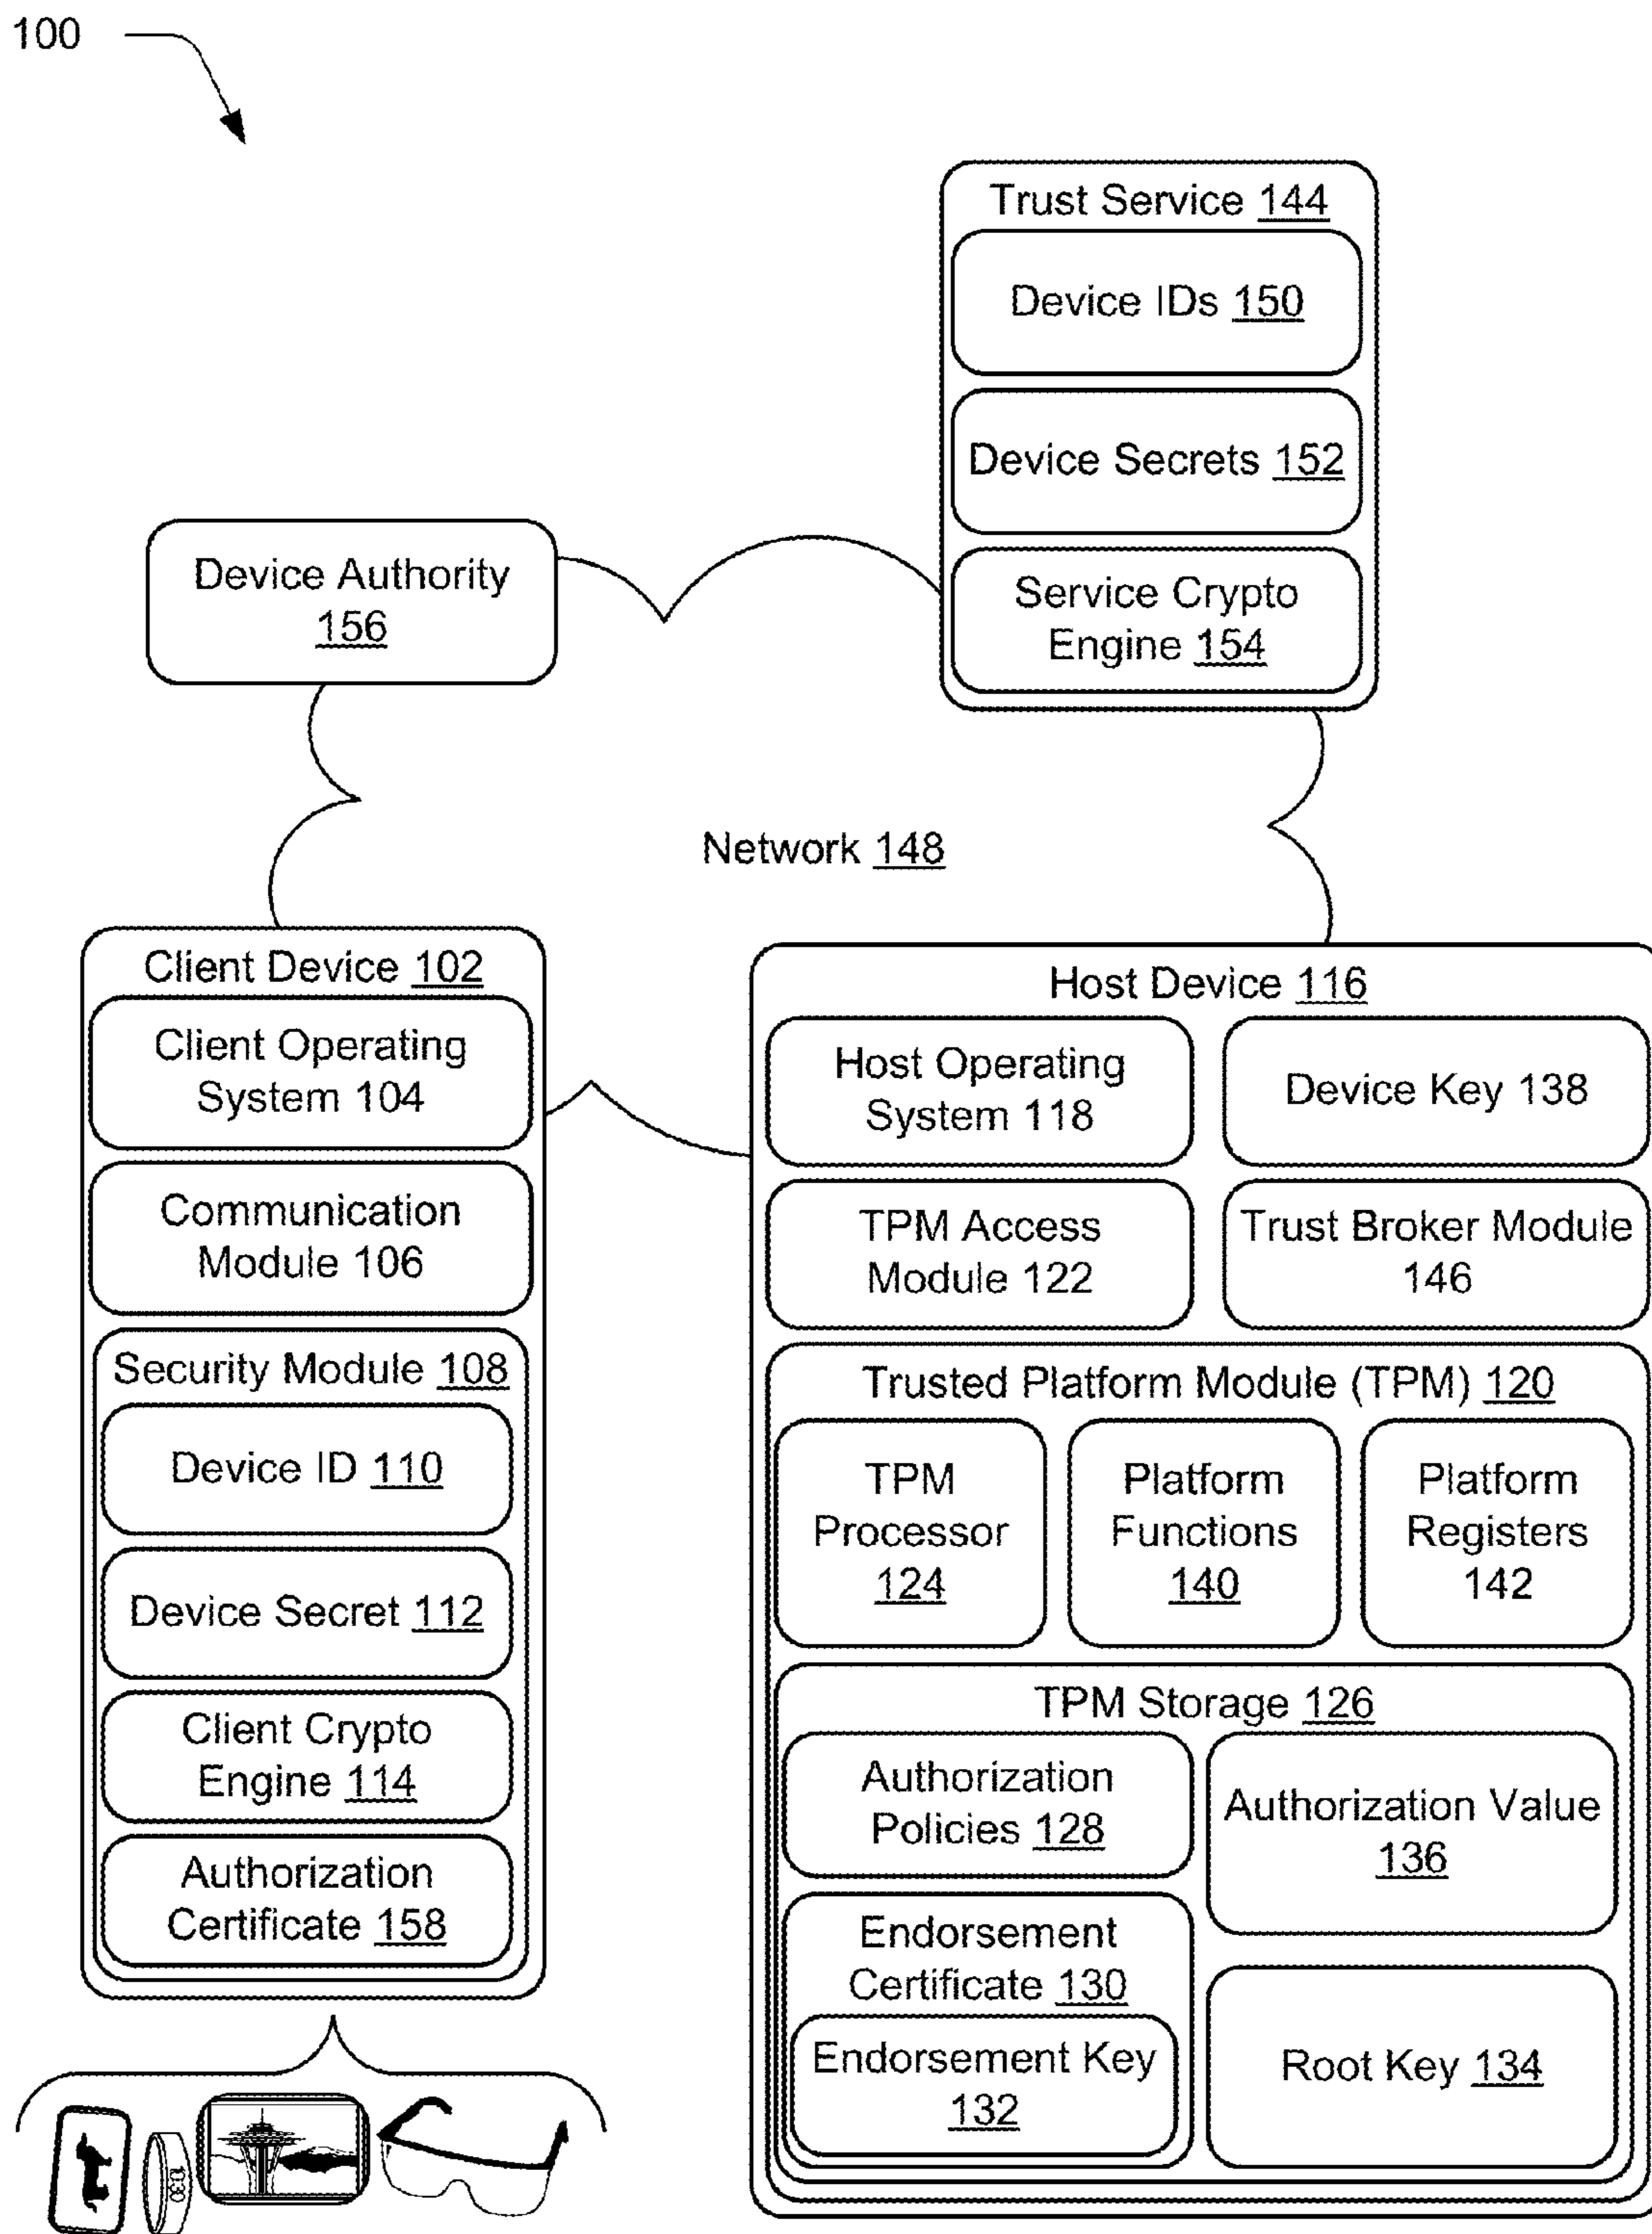 100
Trust Service 144
Device IDs 150
Device Secrets 152
Service Crypto
Engine 154
Device Authority
156
Network 148
Client Device 102
Client Operating
System 104
Communication
Module 106
Security Module 108
Device ID 110
Device Secret 112
Client Crypto
Engine 114
Authorization
Certificate 158
Host Device 116
Host Operating
System 118
Device Key 138
TPM Access
Module 122
Trust Broker Module
146
Trusted Platform Module (TPM) 120
TPM
Processor
124
Platform
Functions
140
Platform
Registers
142
TPM Storage 126
Authorization
Policies 128
Authorization Value
136
Endorsement
Certificate 130
Endorsement Key
132
Root Key 134